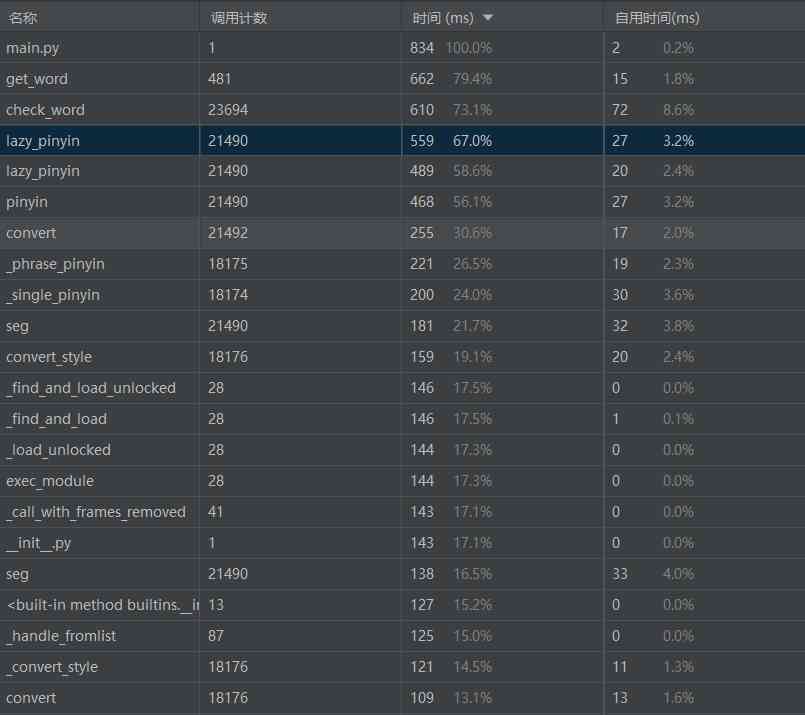 名称 调用计数 时间 (ms) 自用时间(ms)
main.py 1 834 100.0% 2 0.2%
get_word 481 662 79.4% 15 1.8%
check_word 23694 610 73.1% 72 8.6%
lazy_pinyin 21490 559 67.0% 27 3.2%
lazy_pinyin 21490 489 58.6% 20 2.4%
pinyin 21490 468 56.1% 27 3.2%
convert 21492 255 30.6% 17 2.0%
_phrase_pinyin 18175 221 26.5% 19 2.3%
_single_pinyin 18174 200 24.0% 30 3.6%
seg 21490 181 21.7% 32 3.8%
convert_style 18176 159 19.1% 20 2.4%
_find_and_load_unlocked 28 146 17.5% 0 0.0%
_find_and_load 28 146 17.5% 1 0.1%
_load_unlocked 28 144 17.3% 0 0.0%
exec_module 28 144 17.3% 0 0.0%
_call_with_frames_removed 41 143 17.1% 0 0.0%
__init__.py 1 143 17.1% 0 0.0%
seg 21490 138 16.5% 33 4.0%
<built-in method builtins.__i 13 127 15.2% 0 0.0%
_handle_fromlist 87 125 15.0% 0 0.0%
_convert_style 18176 121 14.5% 11 1.3%
convert 18176 109 13.1% 13 1.6%